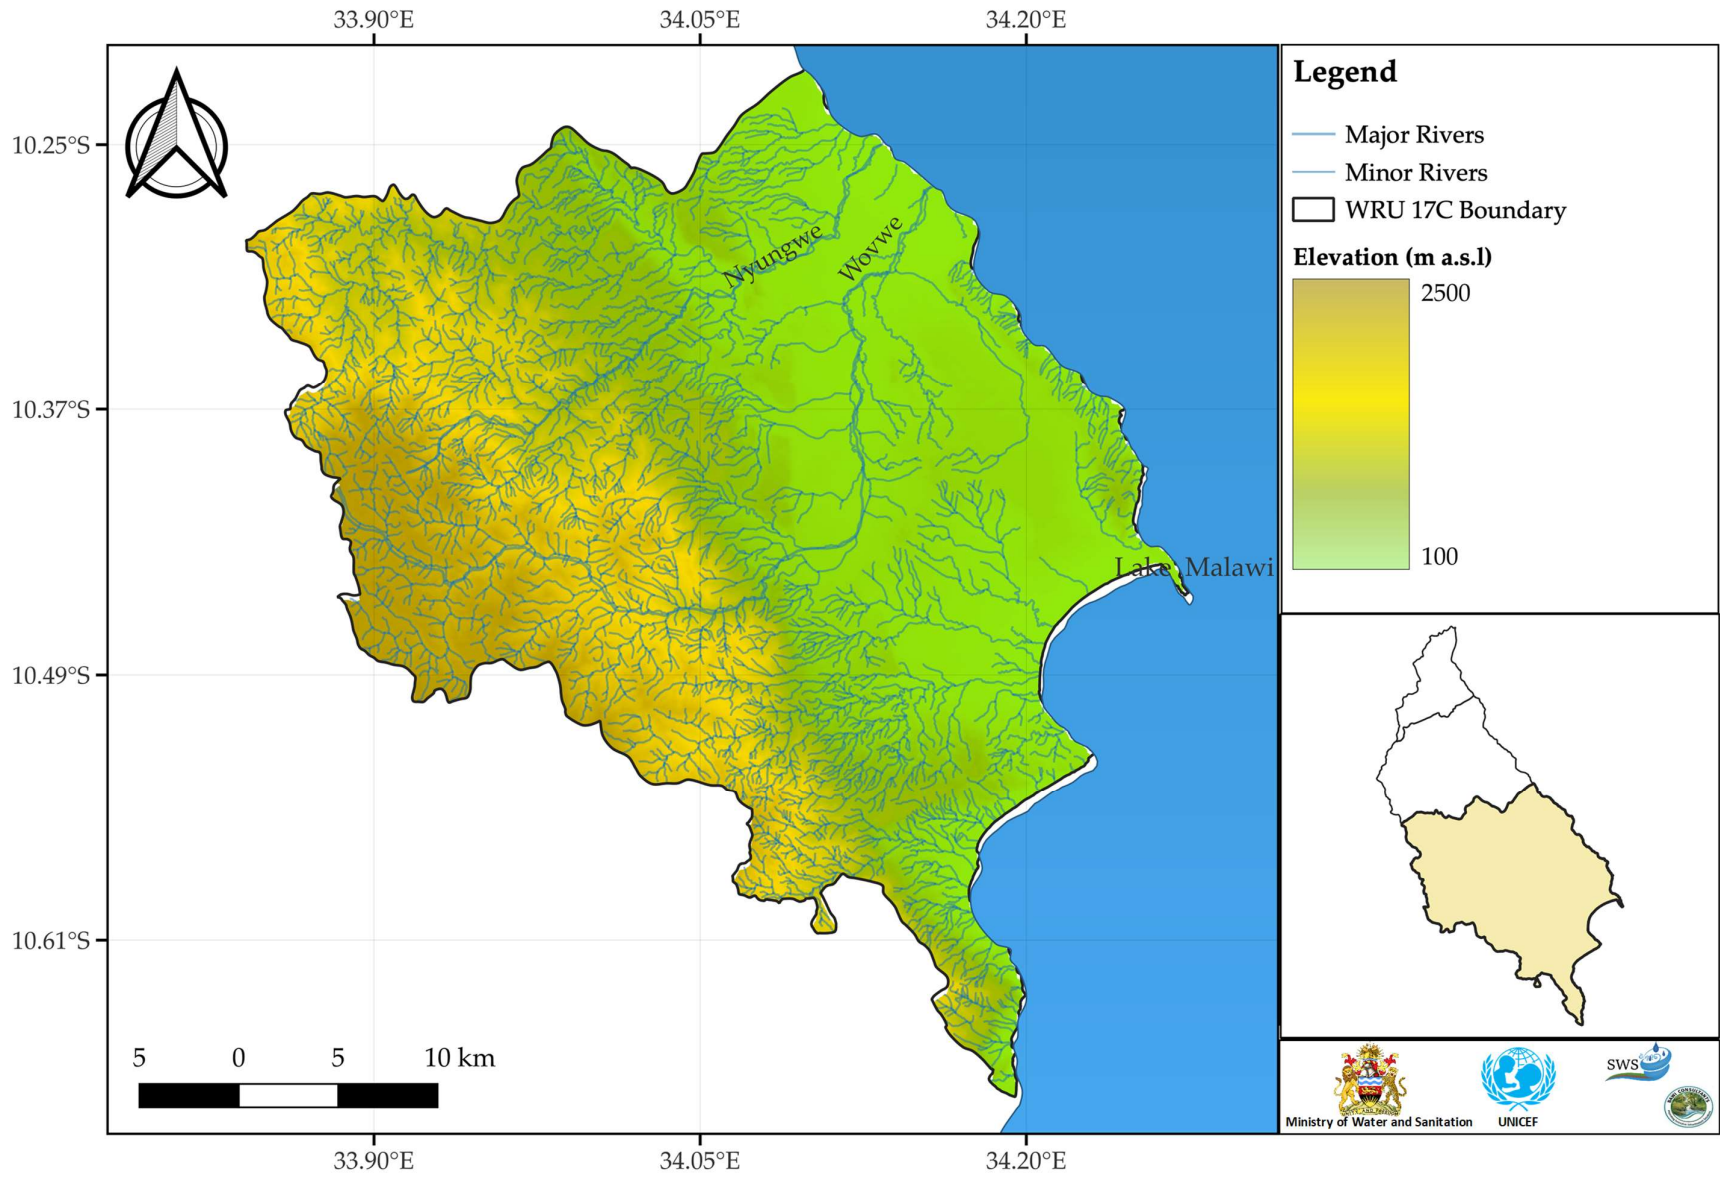 33.90°E 34.05°E 34.20°E
10.25°S
10.37°S
10.49°S
10.61°S
Nyungwe
Wovwe
Lake Malawi
5 0 5 10 km
33.90°E 34.05°E 34.20°E
Legend
Major Rivers
Minor Rivers
WRU 17C Boundary
Elevation (m a.s.l)
2500
100
Ministry of Water and Sanitation
UNICEF
SWS